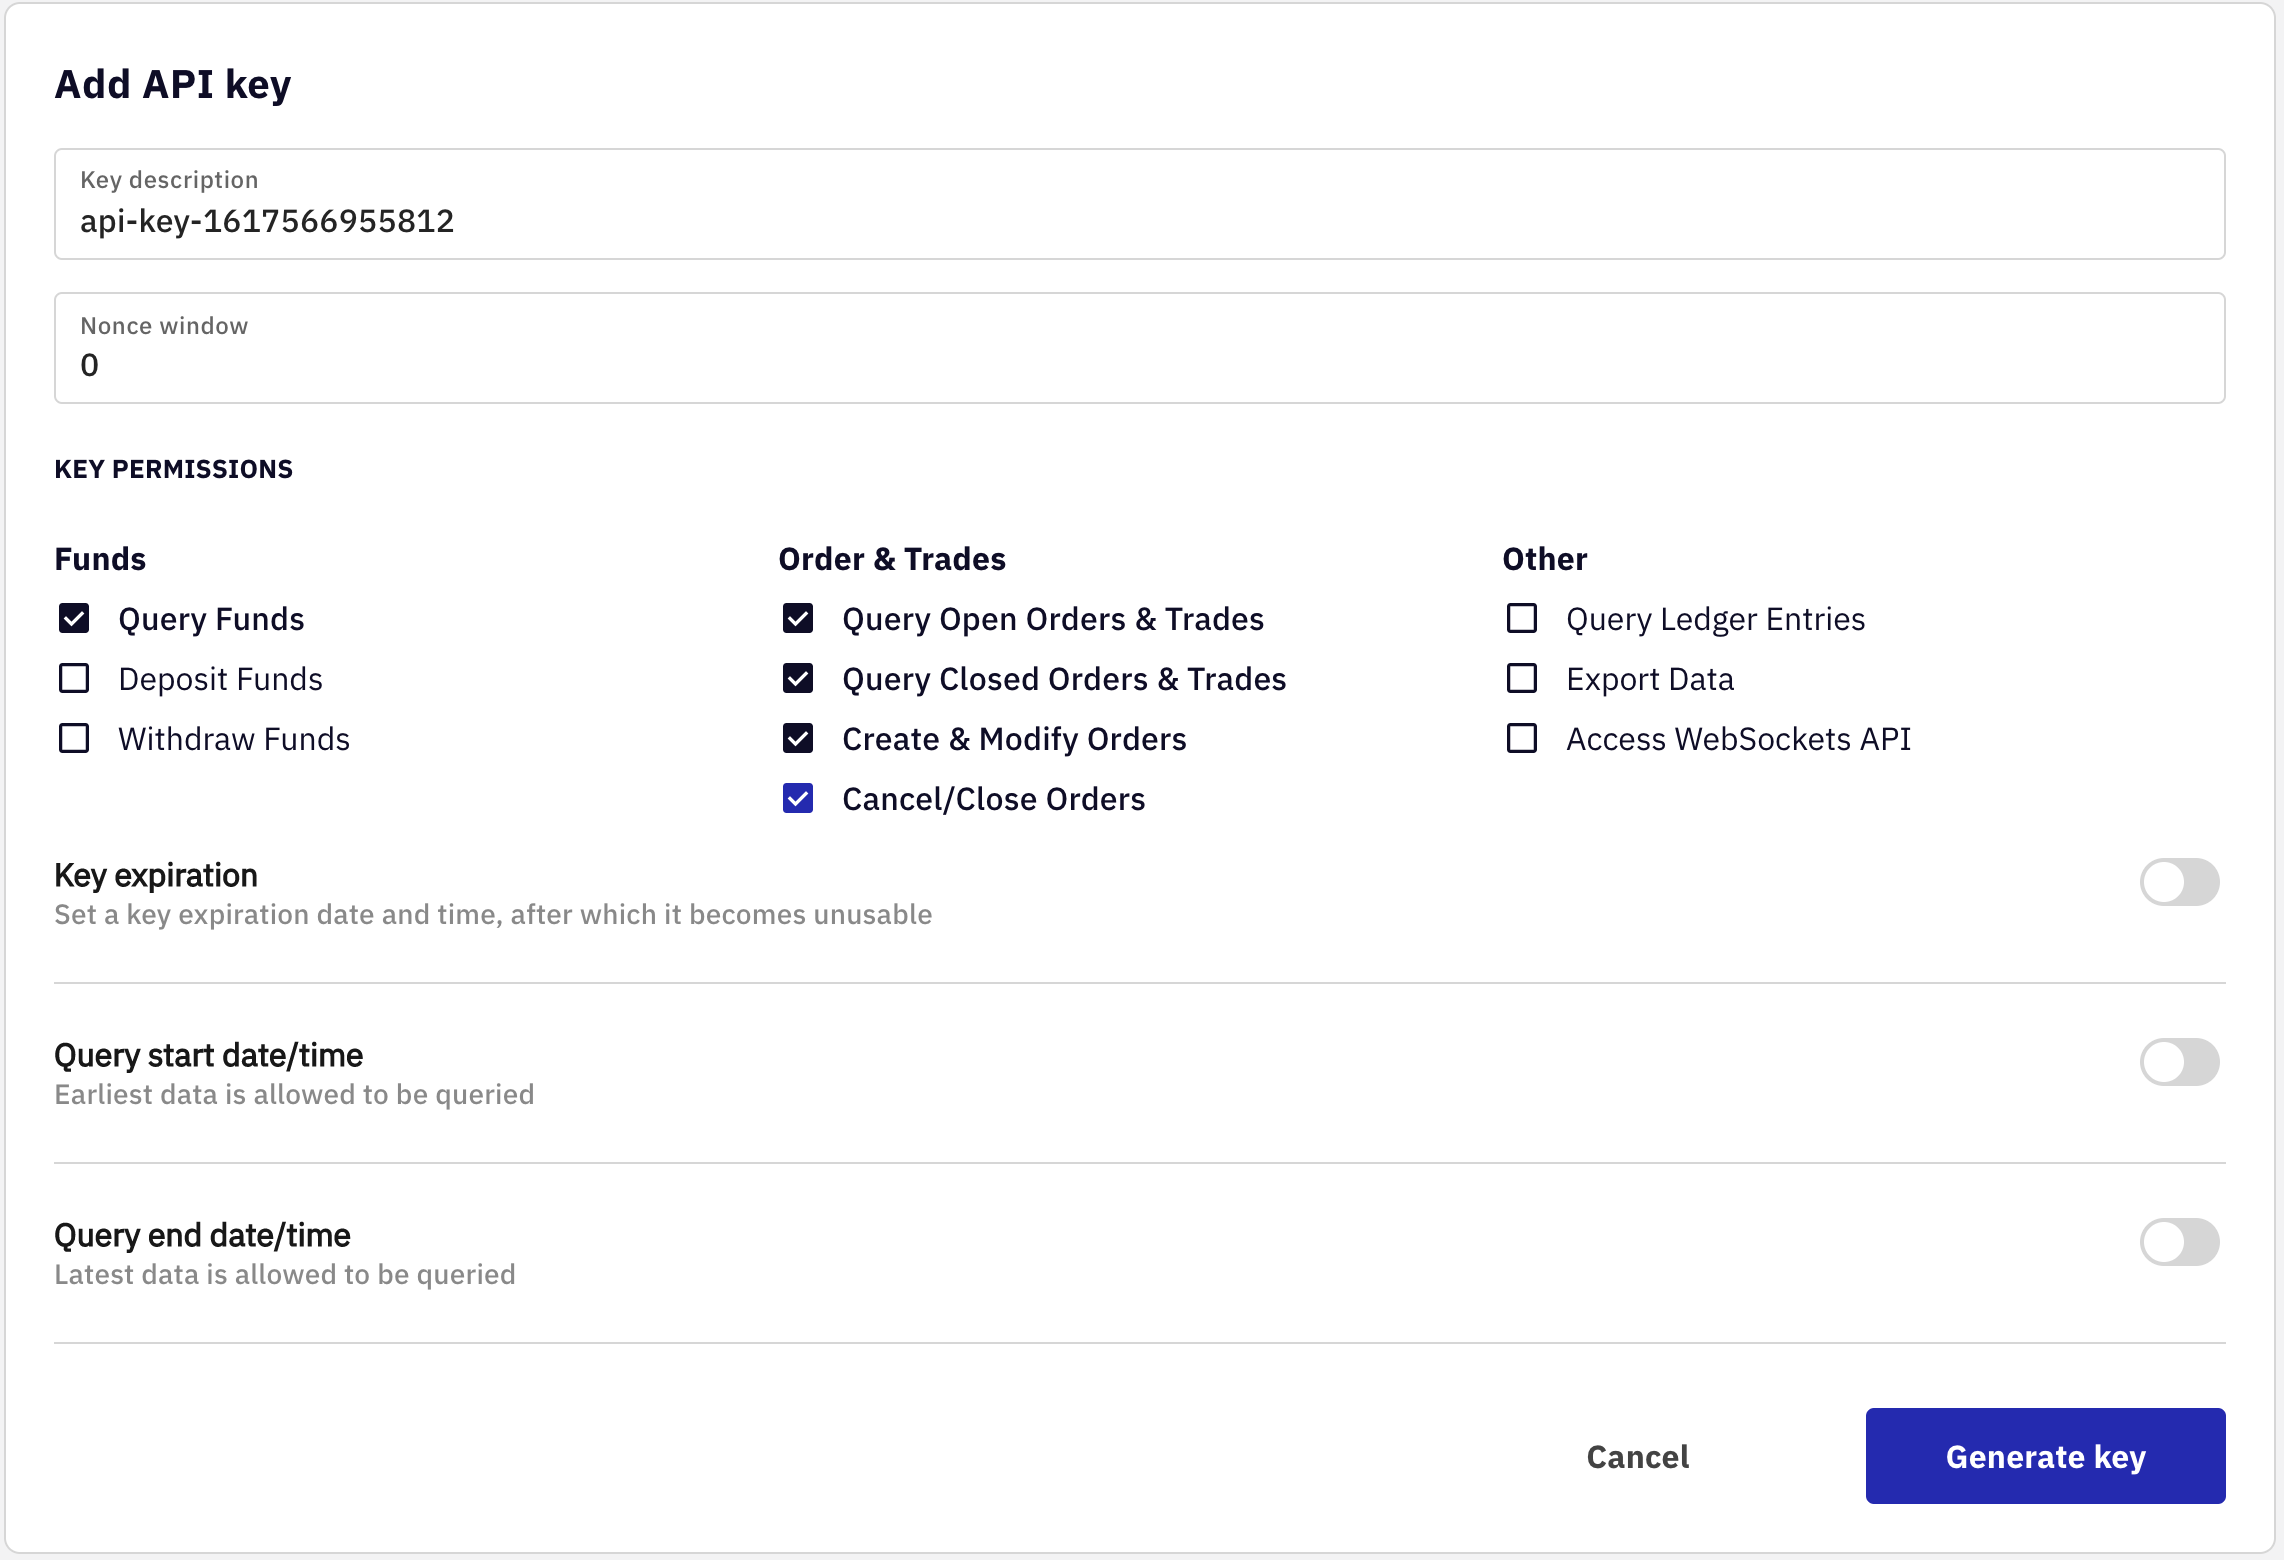 Add API key
Key description
api-key-1617566955812
Nonce window
0
KEY PERMISSIONS
Funds
Query Funds
Deposit Funds
Withdraw Funds
Order & Trades
Query Open Orders & Trades
Query Closed Orders & Trades
Create & Modify Orders
Cancel/Close Orders
Other
Query Ledger Entries
Export Data
Access WebSockets API
Key expiration
Set a key expiration date and time, after which it becomes unusable
Query start date/time
Earliest data is allowed to be queried
Query end date/time
Latest data is allowed to be queried
Cancel
Generate key